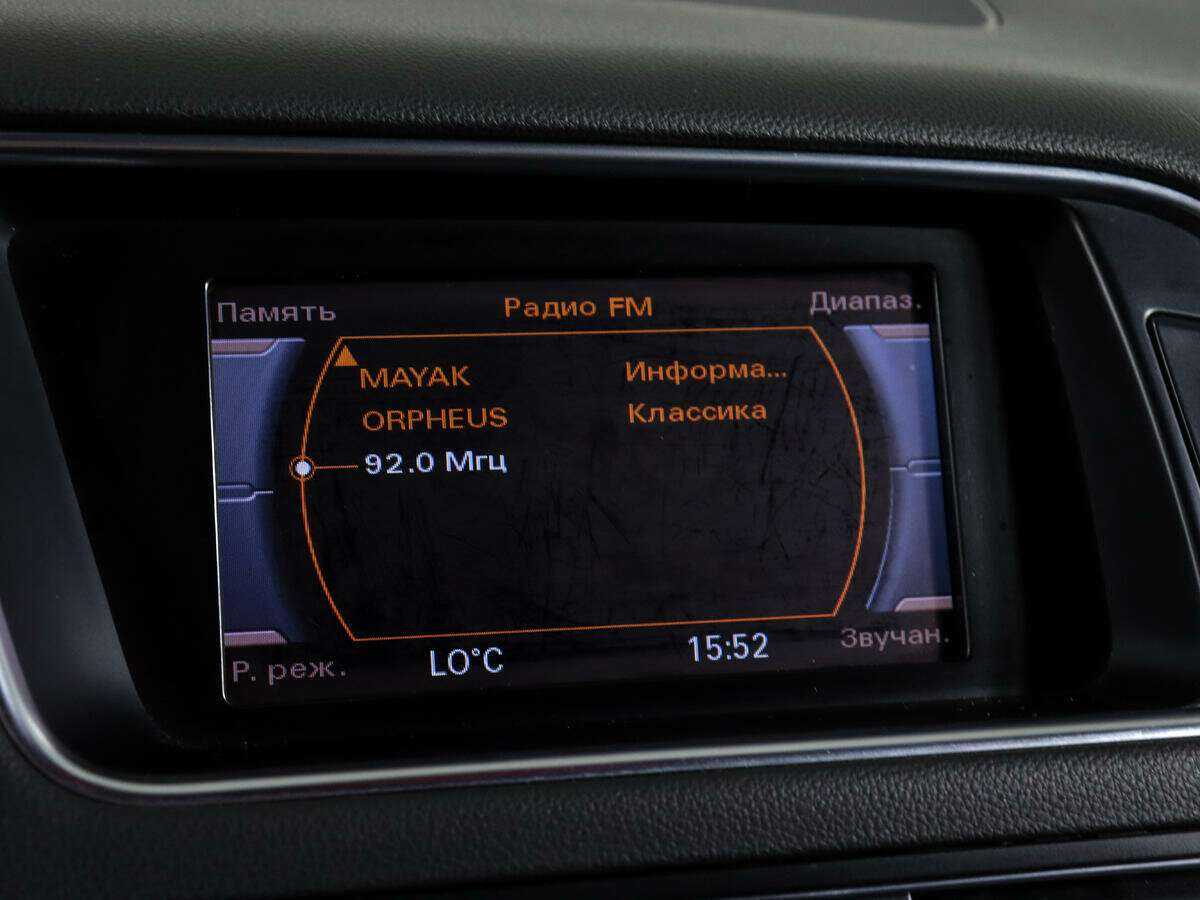 Память Радио FM Диапаз.
MAYAK Информа...
ORPHEUS Классика
92.0 Мгц
Р. реж. LO°C 15:52 Звучан.